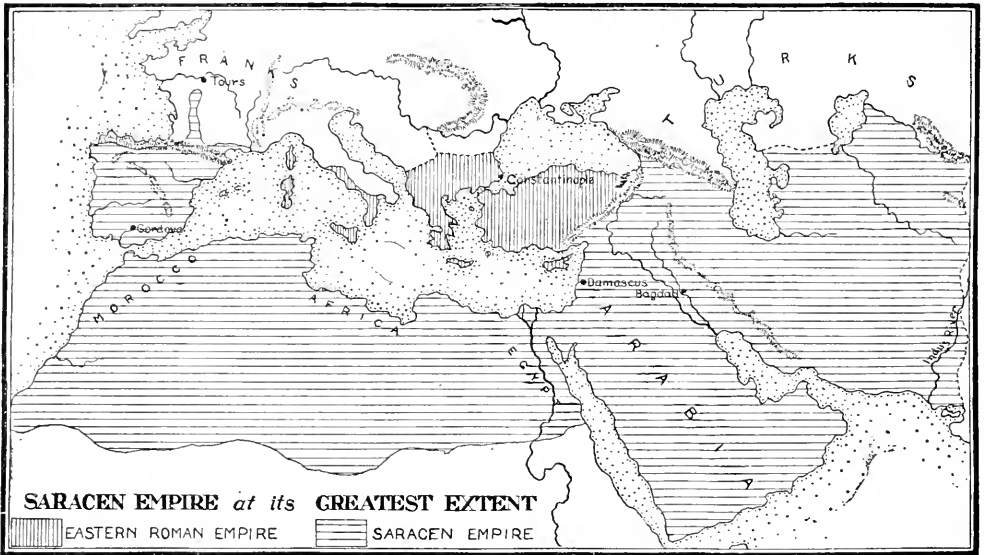 FRANKS
Tours
TURKS
Constantinople
Cordova
MOROCCO
AFRICA
Damascus
Bagdad
ARABIA
EGYPT
Indus River
SARACEN EMPIRE at its GREATEST EXTENT
EASTERN ROMAN EMPIRE
SARACEN EMPIRE